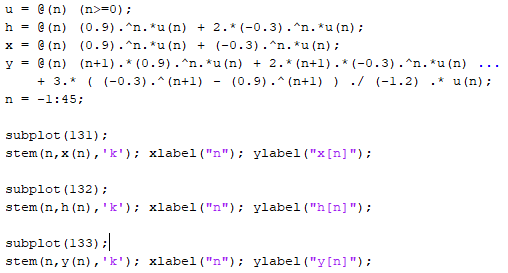 u = @(n) (n>=0);
h = @(n) (0.9).^n.*u(n) + 2.*(-0.3).^n.*u(n);
x = @(n) (0.9).^n.*u(n) + (-0.3).^n.*u(n);
y = @(n) (n+1).*(0.9).^n.*u(n) + 2.*(n+1).*(-0.3).^n.*u(n) ...
+ 3.* ( (-0.3).^(n+1) - (0.9).^(n+1) ) ./ (-1.2) .* u(n);
n = -1:45;
subplot(131);
stem(n,x(n),'k'); xlabel("n"); ylabel("x[n]");
subplot(132);
stem(n,h(n),'k'); xlabel("n"); ylabel("h[n]");
subplot(133);
stem(n,y(n),'k'); xlabel("n"); ylabel("y[n]");